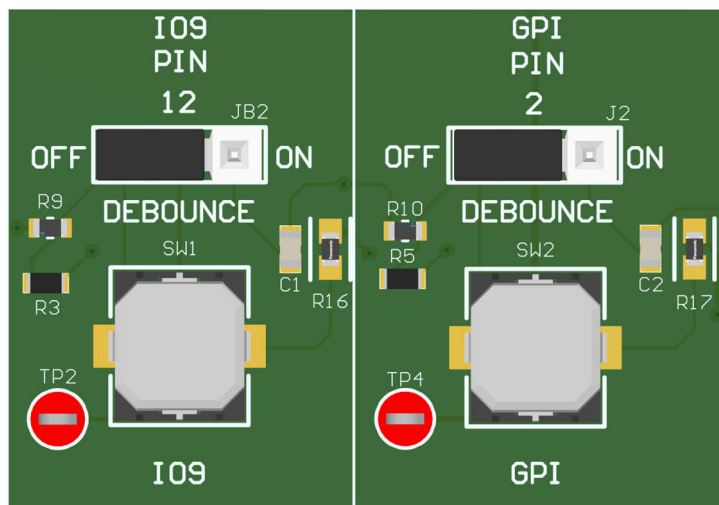 IO9
PIN
12
JB2
OFF
ON
R9
DEBOUNCE
SW1
R3
C1
R16
TP2
IO9
GPI
PIN
2
J2
OFF
ON
R10
DEBOUNCE
R5
SW2
C2
R17
TP4
GPI